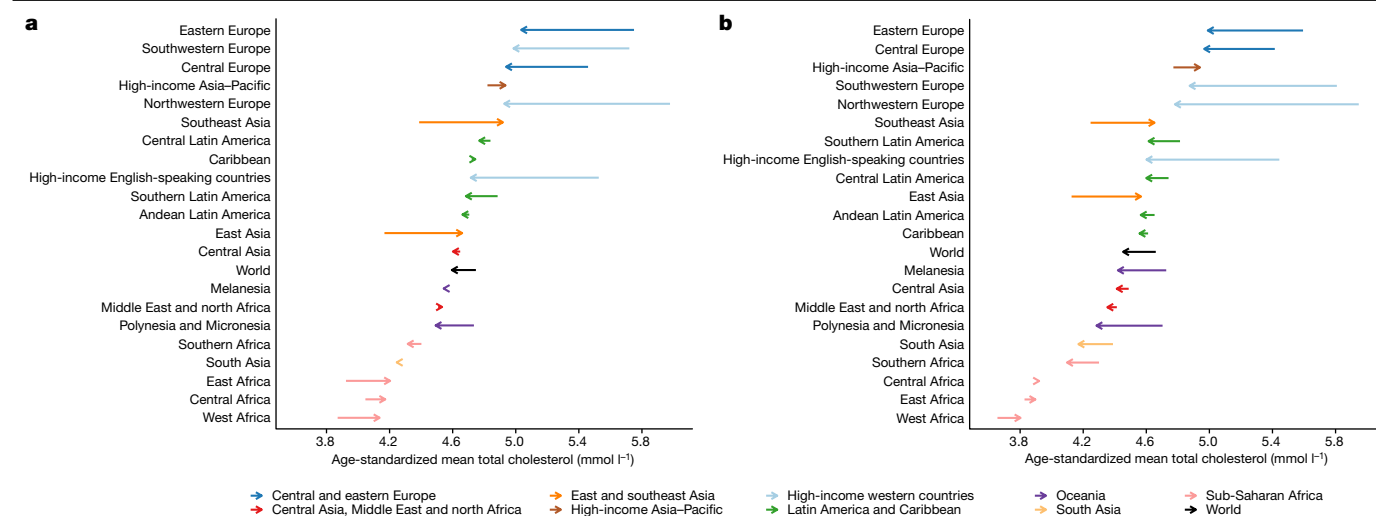 a
Eastern Europe
Southwestern Europe
Central Europe
High-income Asia–Pacific
Northwestern Europe
Southeast Asia
Central Latin America
Caribbean
High-income English-speaking countries
Southern Latin America
Andean Latin America
East Asia
Central Asia
World
Melanesia
Middle East and north Africa
Polynesia and Micronesia
Southern Africa
South Asia
East Africa
Central Africa
West Africa
3.8 4.2 4.6 5.0 5.4 5.8
Age-standardized mean total cholesterol (mmol l⁻¹)
b
Eastern Europe
Central Europe
High-income Asia–Pacific
Southwestern Europe
Northwestern Europe
Southeast Asia
Southern Latin America
High-income English-speaking countries
Central Latin America
East Asia
Andean Latin America
Caribbean
World
Melanesia
Central Asia
Middle East and north Africa
Polynesia and Micronesia
South Asia
Southern Africa
Central Africa
East Africa
West Africa
3.8 4.2 4.6 5.0 5.4 5.8
Age-standardized mean total cholesterol (mmol l⁻¹)
Central and eastern Europe East and southeast Asia High-income western countries Oceania Sub-Saharan Africa
Central Asia, Middle East and north Africa High-income Asia–Pacific Latin America and Caribbean South Asia World